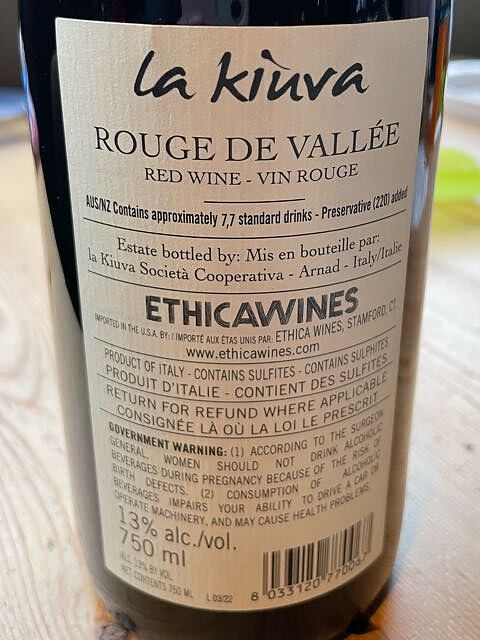 la kiuva
ROUGE DE VALLÉE
RED WINE - VIN ROUGE
AUS/NZ Contains approximately 7,7 standard drinks - Preservative (220) added
Estate bottled by: Mis en bouteille par:
la Kiuva Società Cooperativa - Arnad - Italy/Italie
ETHICAWINES
IMPORTED IN THE U.S.A. BY: / IMPORTÉ AUX ÉTAS UNIS PAR: ETHICA WINES, STAMFORD, CT.
www.ethicawines.com
PRODUCT OF ITALY - CONTAINS SULFITES - CONTAINS SULPHITES
PRODUIT D'ITALIE - CONTIENT DES SULFITES
RETURN FOR REFUND WHERE APPLICABLE
CONSIGNÉE LÀ OÙ LA LOI LE PRESCRIT
GOVERNMENT WARNING: (1) ACCORDING TO THE SURGEON
GENERAL, WOMEN SHOULD NOT DRINK ALCOHOLIC
BEVERAGES DURING PREGNANCY BECAUSE OF THE RISK OF
BIRTH DEFECTS. (2) CONSUMPTION OF ALCOHOLIC
BEVERAGES IMPAIRS YOUR ABILITY TO DRIVE A CAR OR
OPERATE MACHINERY, AND MAY CAUSE HEALTH PROBLEMS.
13% alc./vol.
750 ml
ALC. 13% BY VOL.
NET CONTENTS 750 ML
L 03/22
8 033120 770067